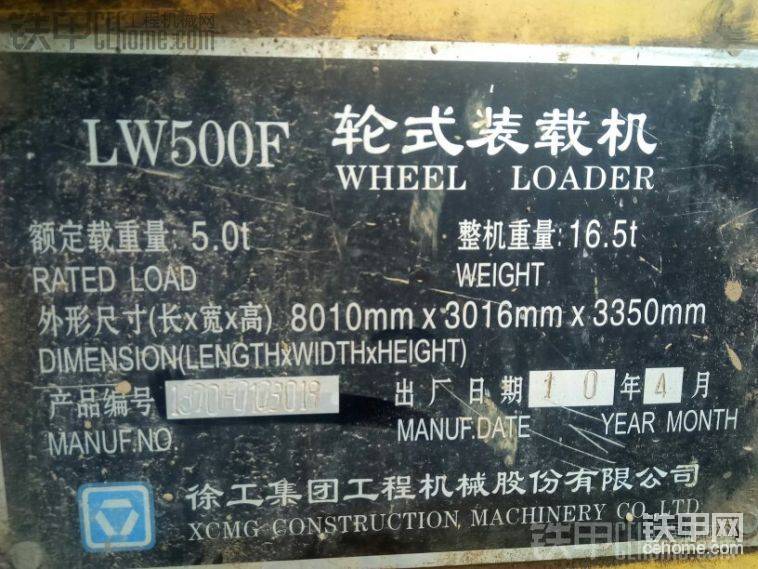 铁甲工程机械网
cehome.com
LW500F 轮式装载机
WHEEL LOADER
额定载重量: 5.0t 整机重量: 16.5t
RATED LOAD WEIGHT
外形尺寸(长x宽x高) 8010mm x 3016mm x 3350mm
DIMENSION(LENGTHxWIDTHxHEIGHT)
产品编号 出厂日期 10 年 4 月
MANUF.NO MANUF.DATE YEAR MONTH
徐工集团工程机械股份有限公司
XCMG CONSTRUCTION MACHINERY CO.,LTD.
铁甲网
cehome.com